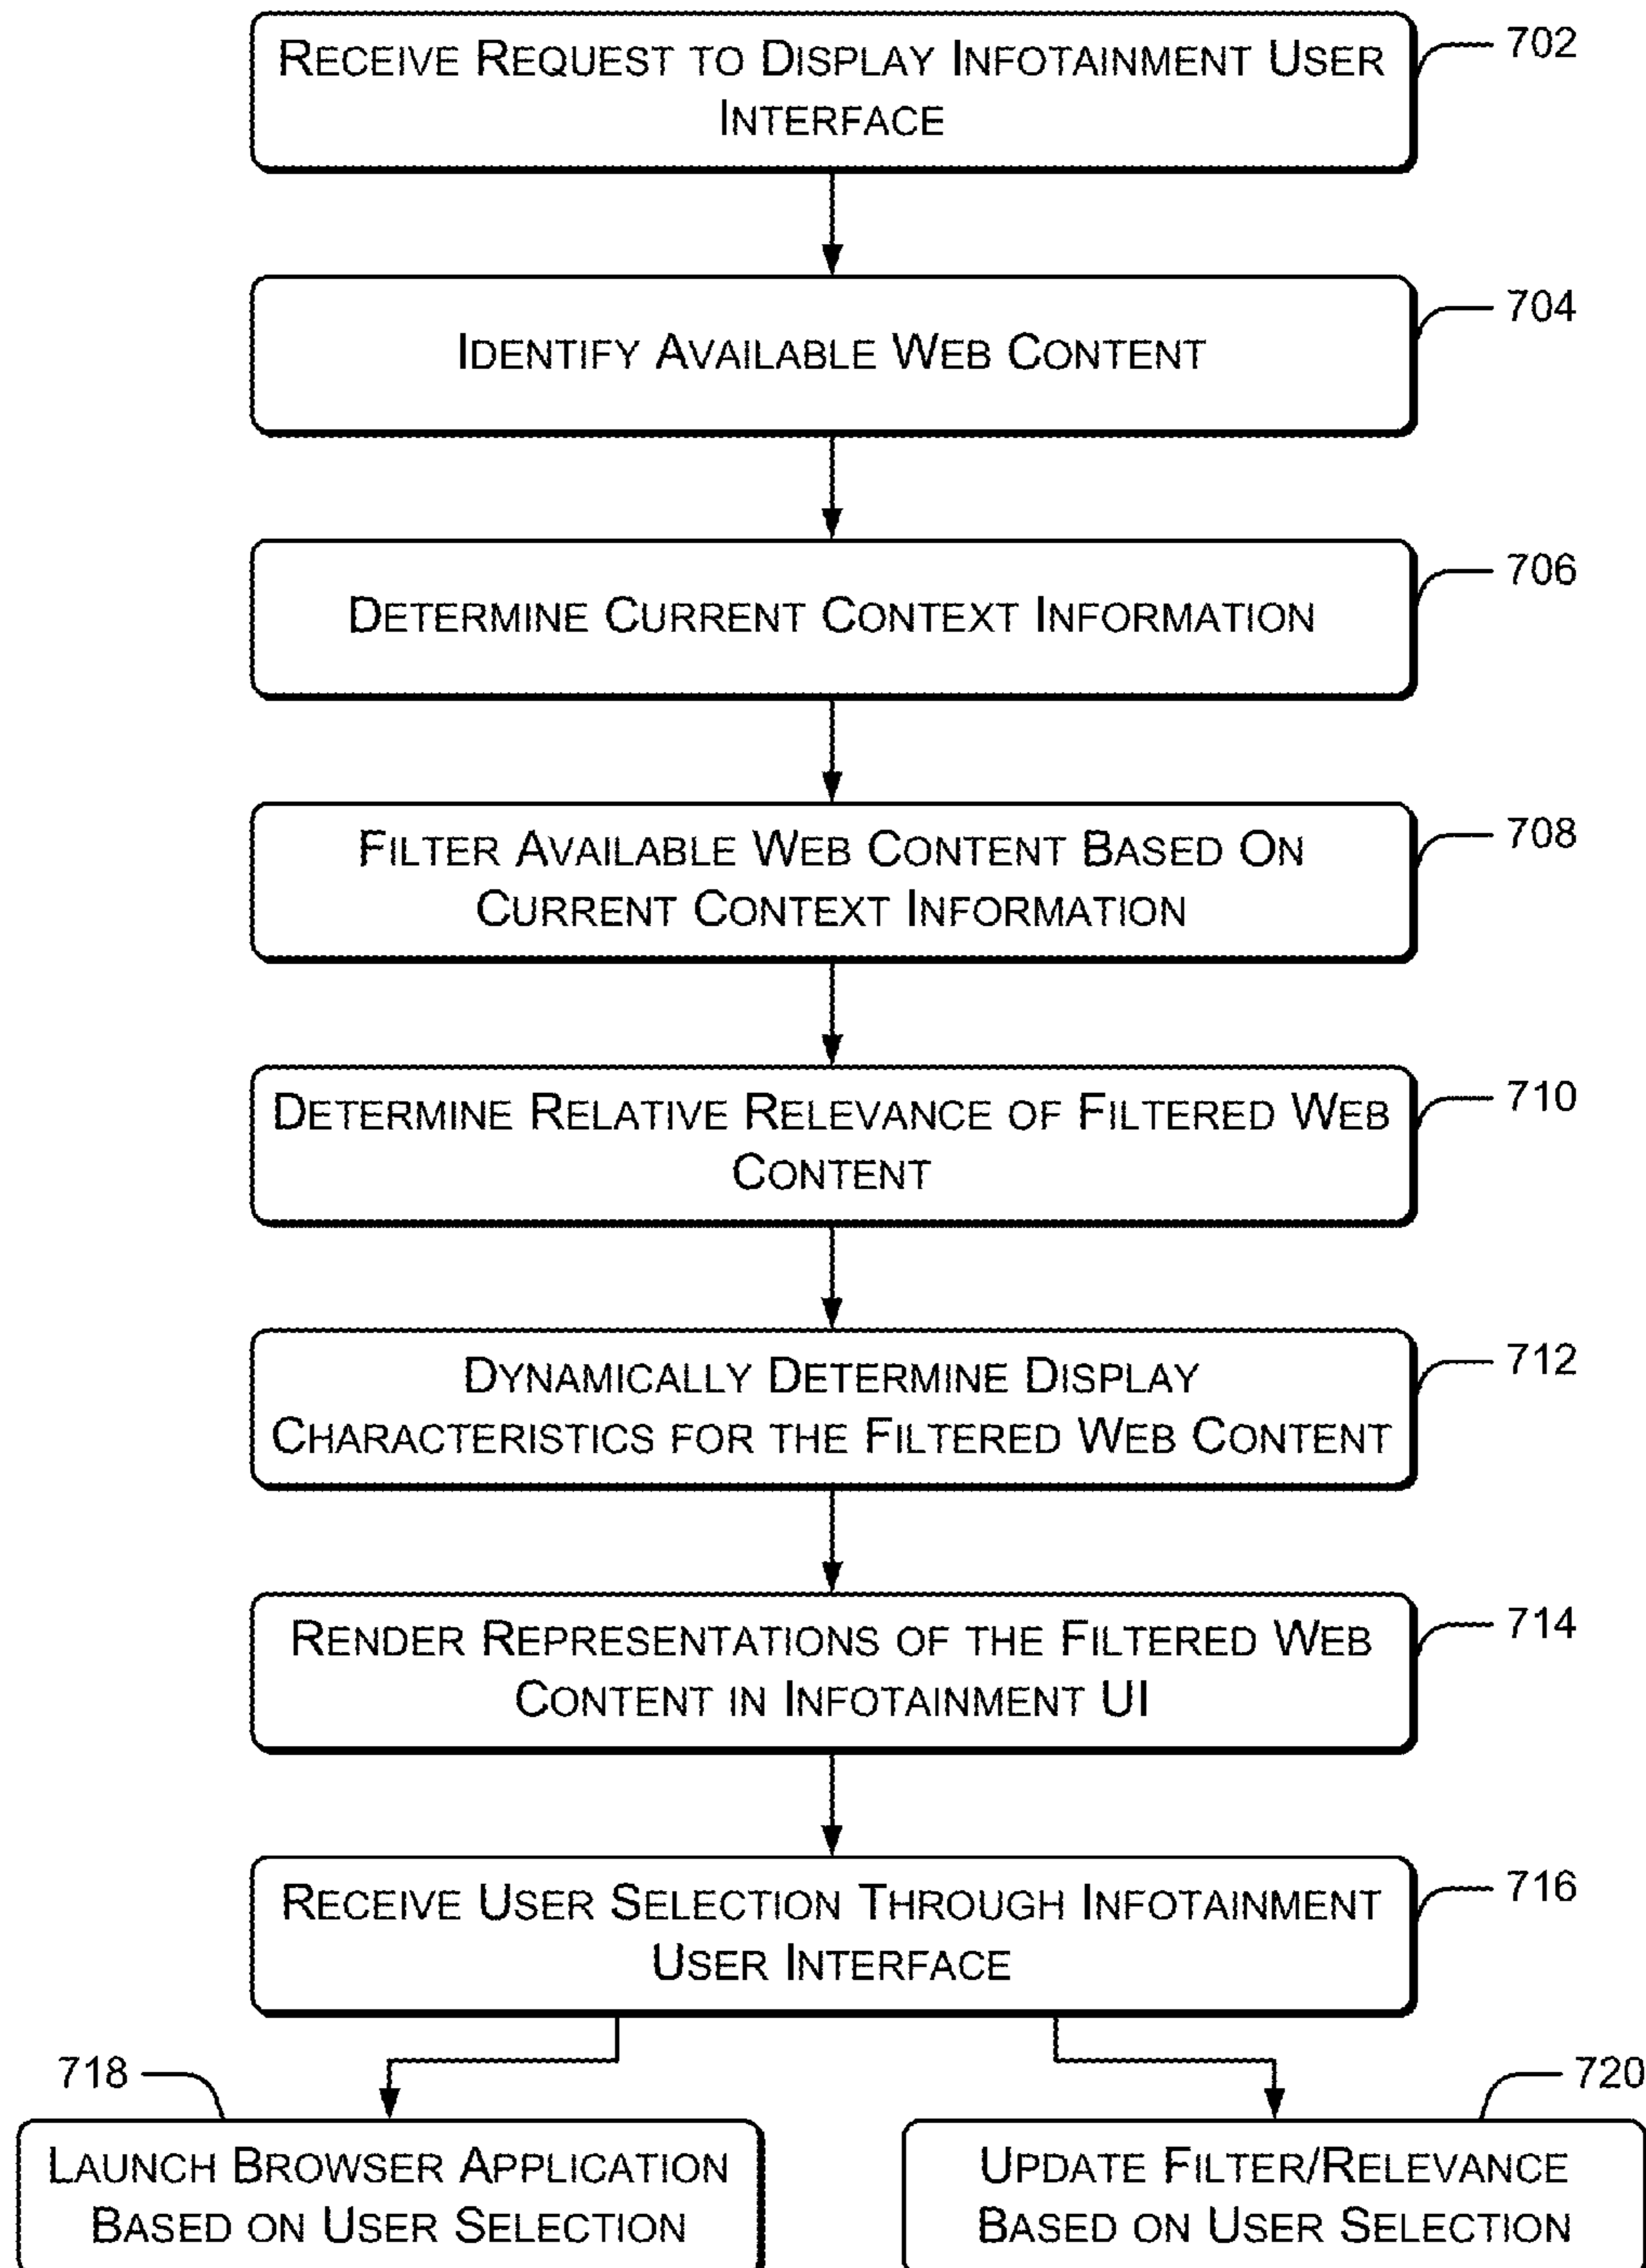 RECEIVE REQUEST TO DISPLAY INFOTAINMENT USER
INTERFACE
702
IDENTIFY AVAILABLE WEB CONTENT
704
DETERMINE CURRENT CONTEXT INFORMATION
706
FILTER AVAILABLE WEB CONTENT BASED ON
CURRENT CONTEXT INFORMATION
708
DETERMINE RELATIVE RELEVANCE OF FILTERED WEB
CONTENT
710
DYNAMICALLY DETERMINE DISPLAY
CHARACTERISTICS FOR THE FILTERED WEB CONTENT
712
RENDER REPRESENTATIONS OF THE FILTERED WEB
CONTENT IN INFOTAINMENT UI
714
RECEIVE USER SELECTION THROUGH INFOTAINMENT
USER INTERFACE
716
718
LAUNCH BROWSER APPLICATION
BASED ON USER SELECTION
720
UPDATE FILTER/RELEVANCE
BASED ON USER SELECTION